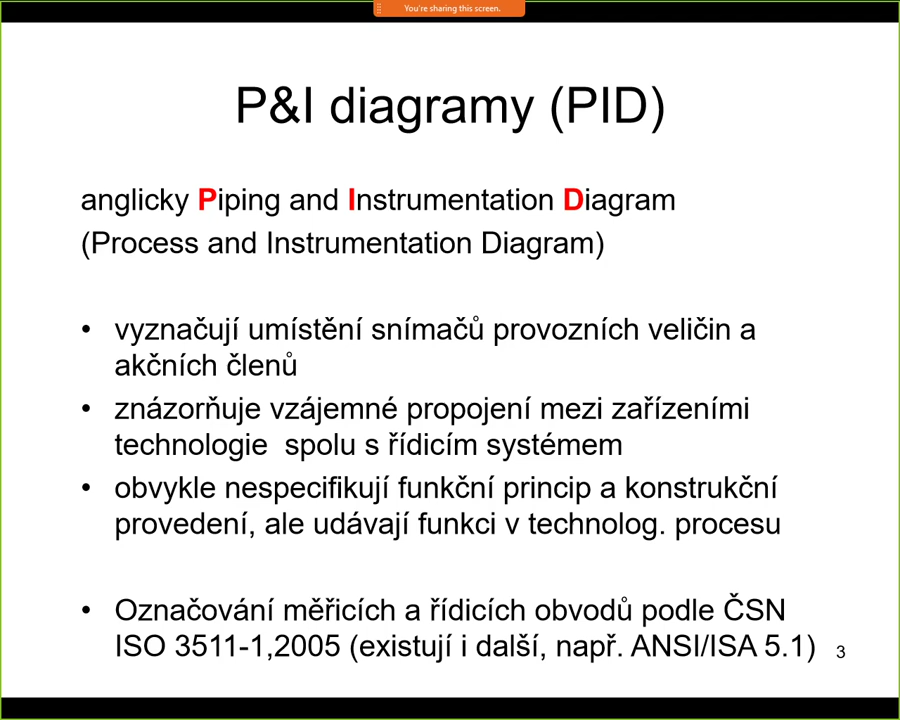 You're sharing this screen.
P&I diagramy (PID)
anglicky Piping and Instrumentation Diagram
(Process and Instrumentation Diagram)
• vyznačují umístění snímačů provozních veličin a
akčních členů
• znázorňuje vzájemné propojení mezi zařízeními
technologie  spolu s řídicím systémem
• obvykle nespecifikují funkční princip a konstrukční
provedení, ale udávají funkci v technolog. procesu
• Označování měřicích a řídicích obvodů podle ČSN
ISO 3511-1,2005 (existují i další, např. ANSI/ISA 5.1)
3